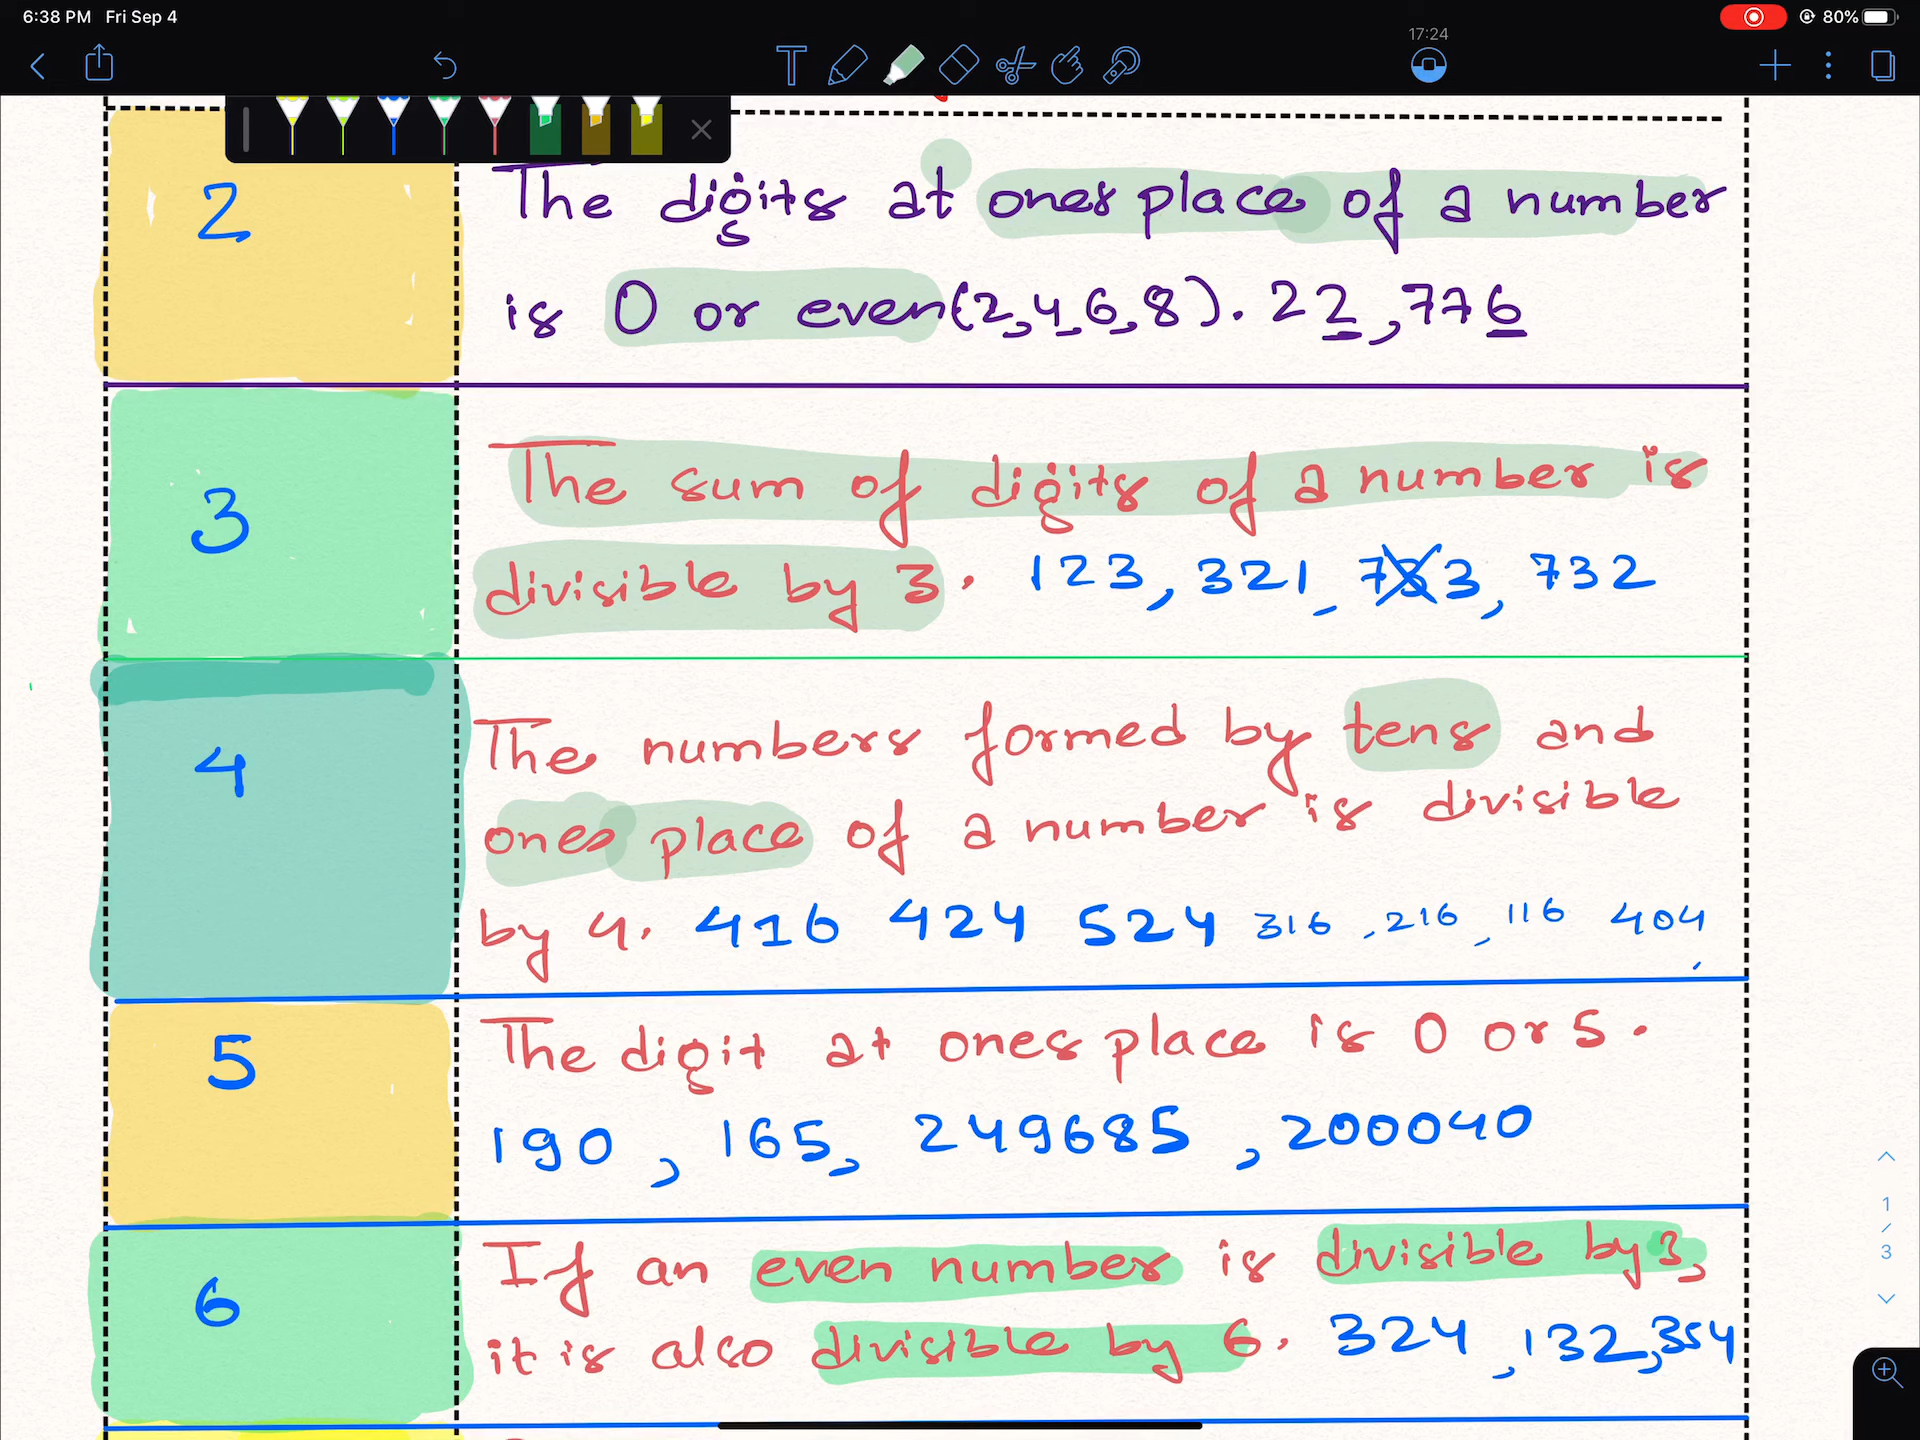 6:38 PM Fri Sep 4
80%
17:24
T
2
The digits at ones place of a number
is 0 or even(2,4,6,8). 22,776
3
The sum of digits of a number is
divisible by 3. 123, 321, 733, 732
4
The numbers formed by tens and
ones place of a number is divisible
by 4. 416 424 524 316, 216, 116 404,
5
The digit at ones place is 0 or 5.
190, 165, 249685, 200040
6
If an even number is divisible by 3,
it is also divisible by 6. 324, 132, 354
1
/
3